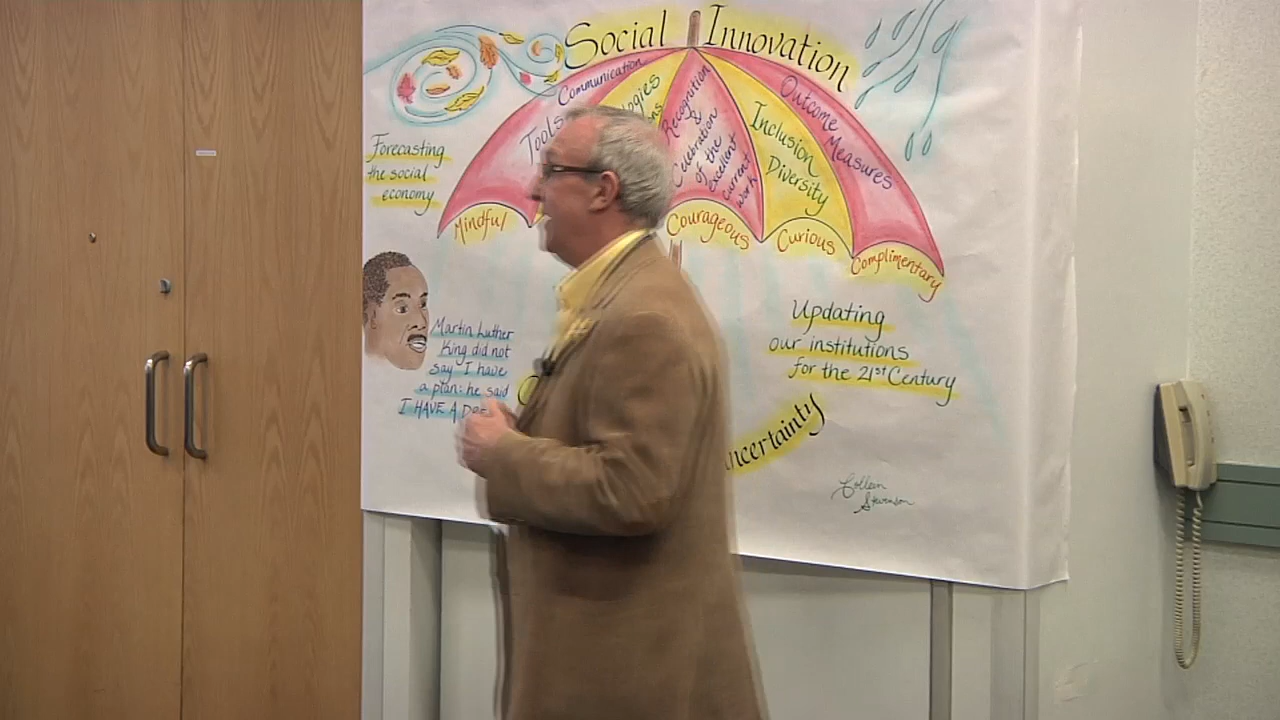 Social Innovation
Communication
Tools
Recognition
&
Celebration
of the
excellent
current
work
Inclusion
Diversity
Outcome
Measures
Mindful
Courageous
Curious
Complimentary
Forecasting
the social
economy
Martin Luther
King did not
say I have
a plan: he said
I HAVE A
Updating
our institutions
for the 21st Century
Colleen
Stevenson